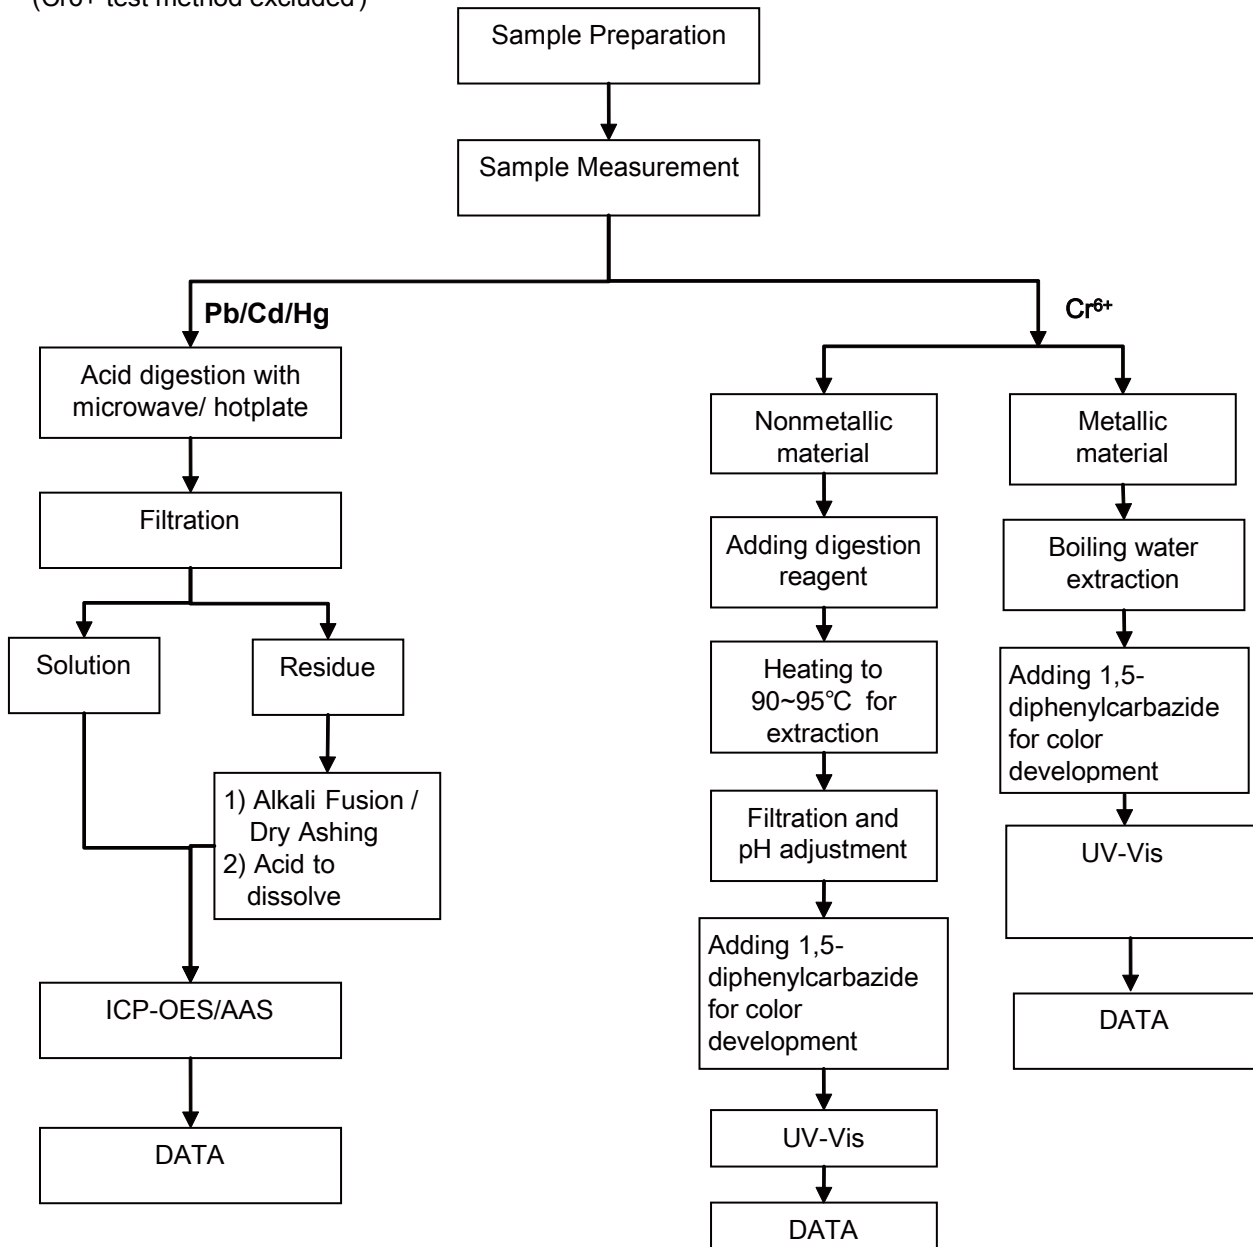 (Cr6+ test method excluded )
Sample Preparation
Sample Measurement
Pb/Cd/Hg
Acid digestion with
microwave/ hotplate
Filtration
Solution
Residue
1) Alkali Fusion /
Dry Ashing
2) Acid to
dissolve
ICP-OES/AAS
DATA
Cr⁶⁺
Nonmetallic
material
Adding digestion
reagent
Heating to
90~95℃ for
extraction
Filtration and
pH adjustment
Adding 1,5-
diphenylcarbazide
for color
development
UV-Vis
DATA
Metallic
material
Boiling water
extraction
Adding 1,5-
diphenylcarbazide
for color
development
UV-Vis
DATA